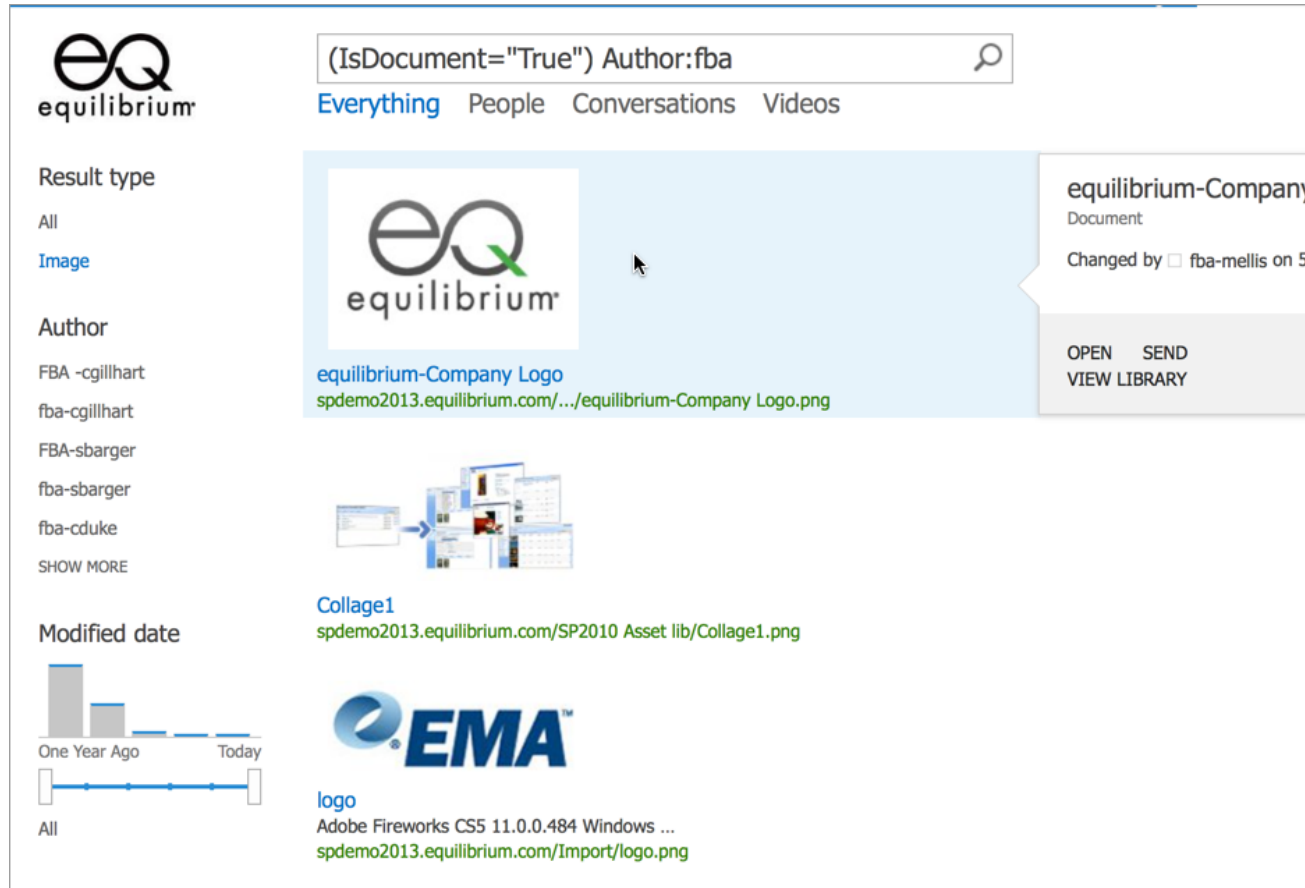 eQ
equilibrium
(IsDocument="True") Author:fba
Everything People Conversations Videos
Result type
All
Image
Author
FBA -cgillhart
fba-cgillhart
FBA-sbarger
fba-sbarger
fba-cduke
SHOW MORE
Modified date
One Year Ago Today
All
eQ
equilibrium
equilibrium-Company Logo
spdemo2013.equilibrium.com/.../equilibrium-Company Logo.png
Collage1
spdemo2013.equilibrium.com/SP2010 Asset lib/Collage1.png
EMA™
logo
Adobe Fireworks CS5 11.0.0.484 Windows ...
spdemo2013.equilibrium.com/Import/logo.png
equilibrium-Company
Document
Changed by fba-mellis on 5
OPEN SEND
VIEW LIBRARY